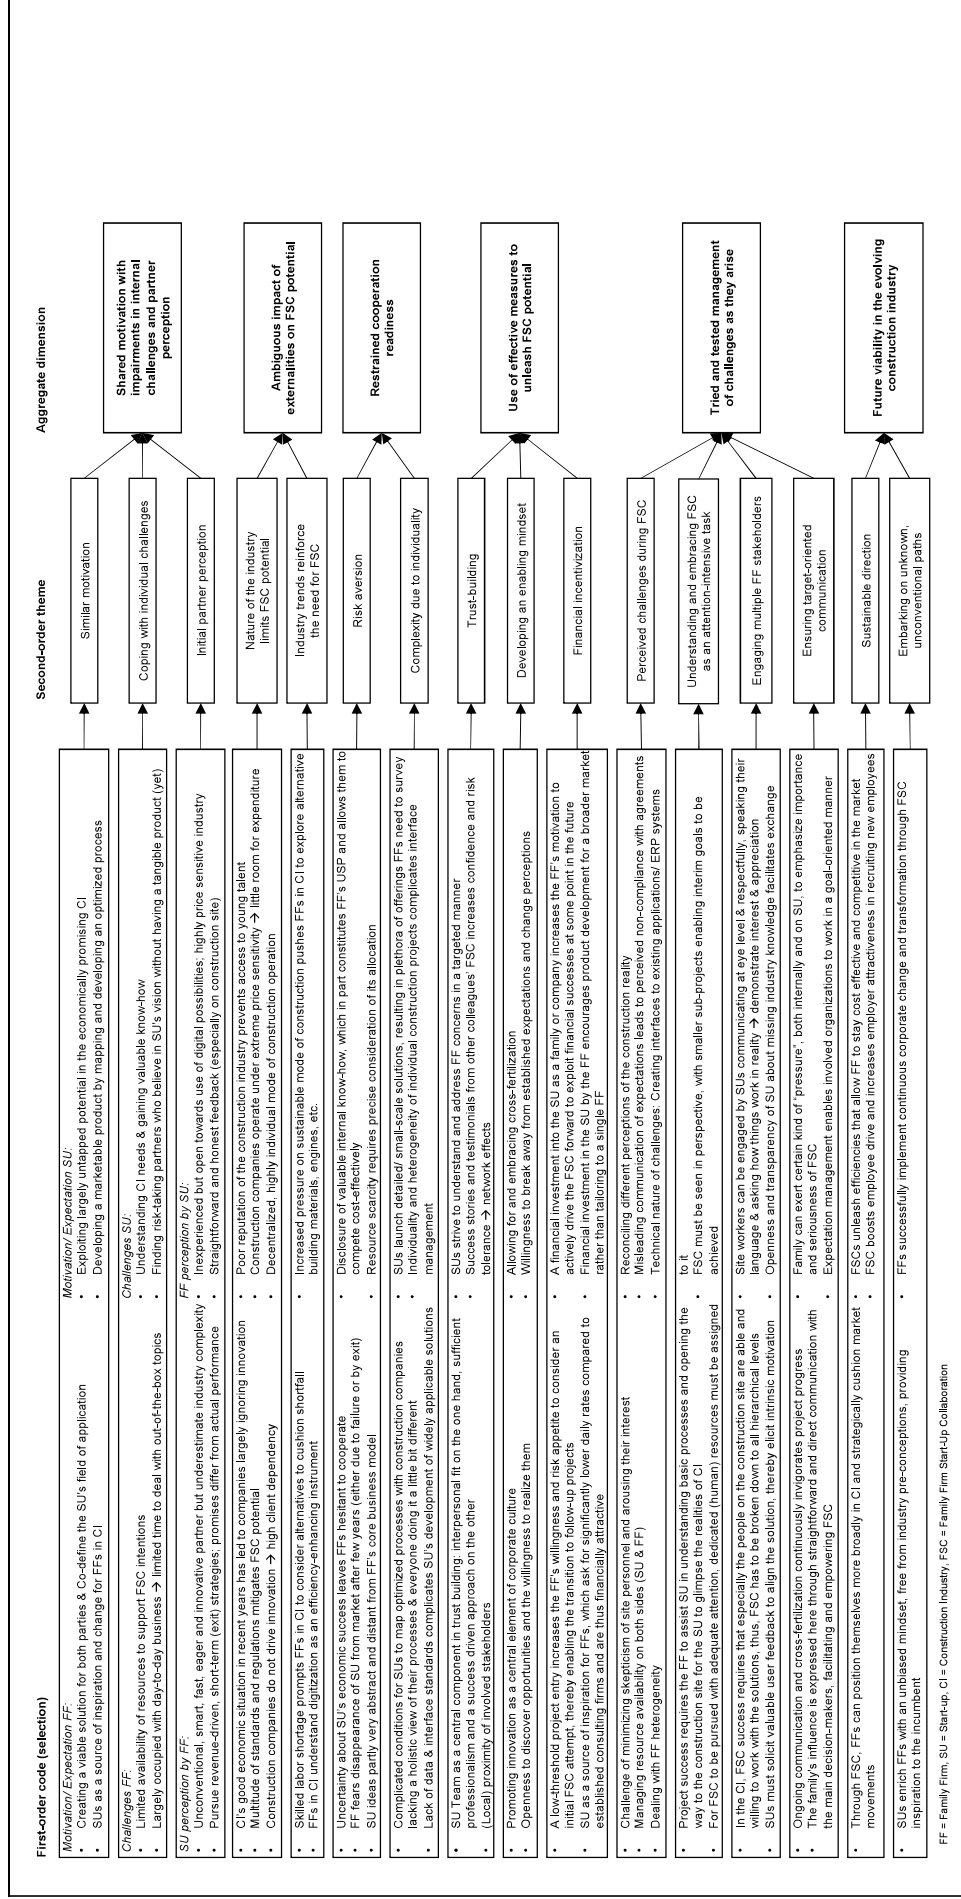 First-order code (selection)
Second-order theme
Aggregate dimension
Motivation/ Expectation FF:
• Creating a viable solution for both parties & Co-define the SU's field of application
• SUs as a source of inspiration and change for FFs in CI
Motivation/ Expectation SU:
• Exploiting largely untapped potential in the economically promising CI
• Developing a marketable product by mapping and developing an optimized process
Similar motivation
Challenges FF:
• Limited availability of resources to support FSC intentions
• Largely occupied with day-to-day business → limited time to deal with out-of-the-box topics
Challenges SU:
• Understanding CI needs & gaining valuable know-how
• Finding risk-taking partners who believe in SU's vision without having a tangible product (yet)
Coping with individual challenges
SU perception by FF:
• Unconventional, smart, fast, eager and innovative partner but underestimate industry complexity
• Pursue revenue-driven, short-term (exit) strategies; promises differ from actual performance
FF perception by SU:
• Inexperienced but open towards use of digital possibilities; highly price sensitive industry
• Straightforward and honest feedback (especially on construction site)
Initial partner perception
Shared motivation with
impairments in internal
challenges and partner
perception
• CI's good economic situation in recent years has led to companies largely ignoring innovation
• Multitude of standards and regulations mitigates FSC potential
• Construction companies do not drive innovation → high client dependency
• Poor reputation of the construction industry prevents access to young talent
• Construction companies operate under extreme price sensitivity → little room for expenditure
• Decentralized, highly individual mode of construction operation
Nature of the industry
limits FSC potential
• Skilled labor shortage prompts FFs in CI to consider alternatives to cushion shortfall
• FFs in CI understand digitization as an efficiency-enhancing instrument
• Increased pressure on sustainable mode of construction pushes FFs in CI to explore alternative
building materials, engines, etc.
Industry trends reinforce
the need for FSC
Ambiguous impact of
externalities on FSC potential
• Uncertainty about SU's economic success leaves FFs hesitant to cooperate
• FF fears disappearance of SU from market after few years (either due to failure or by exit)
• SU ideas partly very abstract and distant from FF's core business model
• Disclosure of valuable internal know-how, which in part constitutes FF's USP and allows them to
compete cost-effectively
• Resource scarcity requires precise consideration of its allocation
Risk aversion
• Complicated conditions for SUs to map optimized processes with construction companies
lacking a holistic view of their processes & everyone doing it a little bit different
• Lack of data & interface standards complicates SU's development of widely applicable solutions
• SUs launch detailed/ small-scale solutions, resulting in plethora of offerings FFs need to survey
• Individuality and heterogeneity of individual construction projects complicates interface
management
Complexity due to individuality
Restrained cooperation
readiness
• SU Team as a central component in trust building: interpersonal fit on the one hand, sufficient
professionalism and a success driven approach on the other
• (Local) proximity of involved stakeholders
• SUs strive to understand and address FF concerns in a targeted manner
• Success stories and testimonials from other colleagues' FSC increases confidence and risk
tolerance → network effects
Trust-building
• Promoting innovation as a central element of corporate culture
• Openness to discover opportunities and the willingness to realize them
• Allowing for and embracing cross-fertilization
• Willingness to break away from established expectations and change perceptions
Developing an enabling mindset
• A low-threshold project entry increases the FF's willingness and risk appetite to consider an
initial FSC attempt, thereby enabling the transition to follow-up projects
• SU as a source of inspiration for FFs, which ask for significantly lower daily rates compared to
established consulting firms and are thus financially attractive
• A financial investment into the SU as a family or company increases the FF's motivation to
actively drive the FSC forward to exploit financial successes at some point in the future
• Financial investment in the SU by the FF encourages product development for a broader market
rather than tailoring to a single FF
Financial incentivization
Use of effective measures to
unleash FSC potential
• Challenge of minimizing skepticism of site personnel and arousing their interest
• Managing resource availability on both sides (SU & FF)
• Dealing with FF heterogeneity
• Reconciling different perceptions of the construction reality
• Misleading communication of expectations leads to perceived non-compliance with agreements
• Technical nature of challenges: Creating interfaces to existing applications/ ERP systems
Perceived challenges during FSC
• Project success requires the FF to assist SU in understanding basic processes and opening the
way to the construction site for the SU to glimpse the realities of CI
• For FSC to be pursued with adequate attention, dedicated (human) resources must be assigned
to it
• FSC must be seen in perspective, with smaller sub-projects enabling interim goals to be
achieved
Understanding and embracing FSC
as an attention-intensive task
• In the CI, FSC success requires that especially the people on the construction site are able and
willing to work with the solutions, thus, FSC has to be broken down to all hierarchical levels
• SUs must solicit valuable user feedback to align the solution, thereby elicit intrinsic motivation
• Site workers can be engaged by SUs communicating at eye level & respectfully, speaking their
language & asking how things work in reality → demonstrate interest & appreciation
• Openness and transparency of SU about missing industry knowledge facilitates exchange
Engaging multiple FF stakeholders
• Ongoing communication and cross-fertilization continuously invigorates project progress
• The family's influence is expressed here through straightforward and direct communication with
the main decision-makers, facilitating and empowering FSC
• Family can exert certain kind of "pressure", both internally and on SU, to emphasize importance
and seriousness of FSC
• Expectation management enables involved organizations to work in a goal-oriented manner
Ensuring target-oriented
communication
Tried and tested management
of challenges as they arise
• Through FSC, FFs can position themselves more broadly in CI and strategically cushion market
movements
• FSCs unleash efficiencies that allow FF to stay cost effective and competitive in the market
• FSC boosts employee drive and increases employer attractiveness in recruiting new employees
Sustainable direction
• SUs enrich FFs with an unbiased mindset, free from industry pre-conceptions, providing
inspiration to the incumbent
• FFs successfully implement continuous corporate change and transformation through FSC
Embarking on unknown,
unconventional paths
Future viability in the evolving
construction industry
FF = Family Firm, SU = Start-up, CI = Construction Industry, FSC = Family Firm Start-Up Collaboration